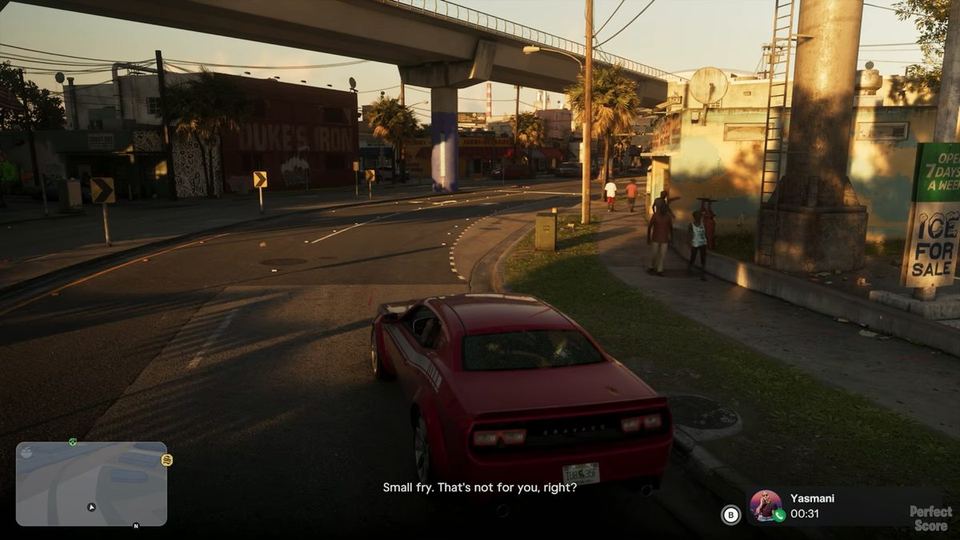 DUKE'S IRON
OPEN
7 DAYS
A WEEK
ICE
FOR
SALE
Small fry. That's not for you, right?
Yasmani
B
00:31
N
Perfect
Score